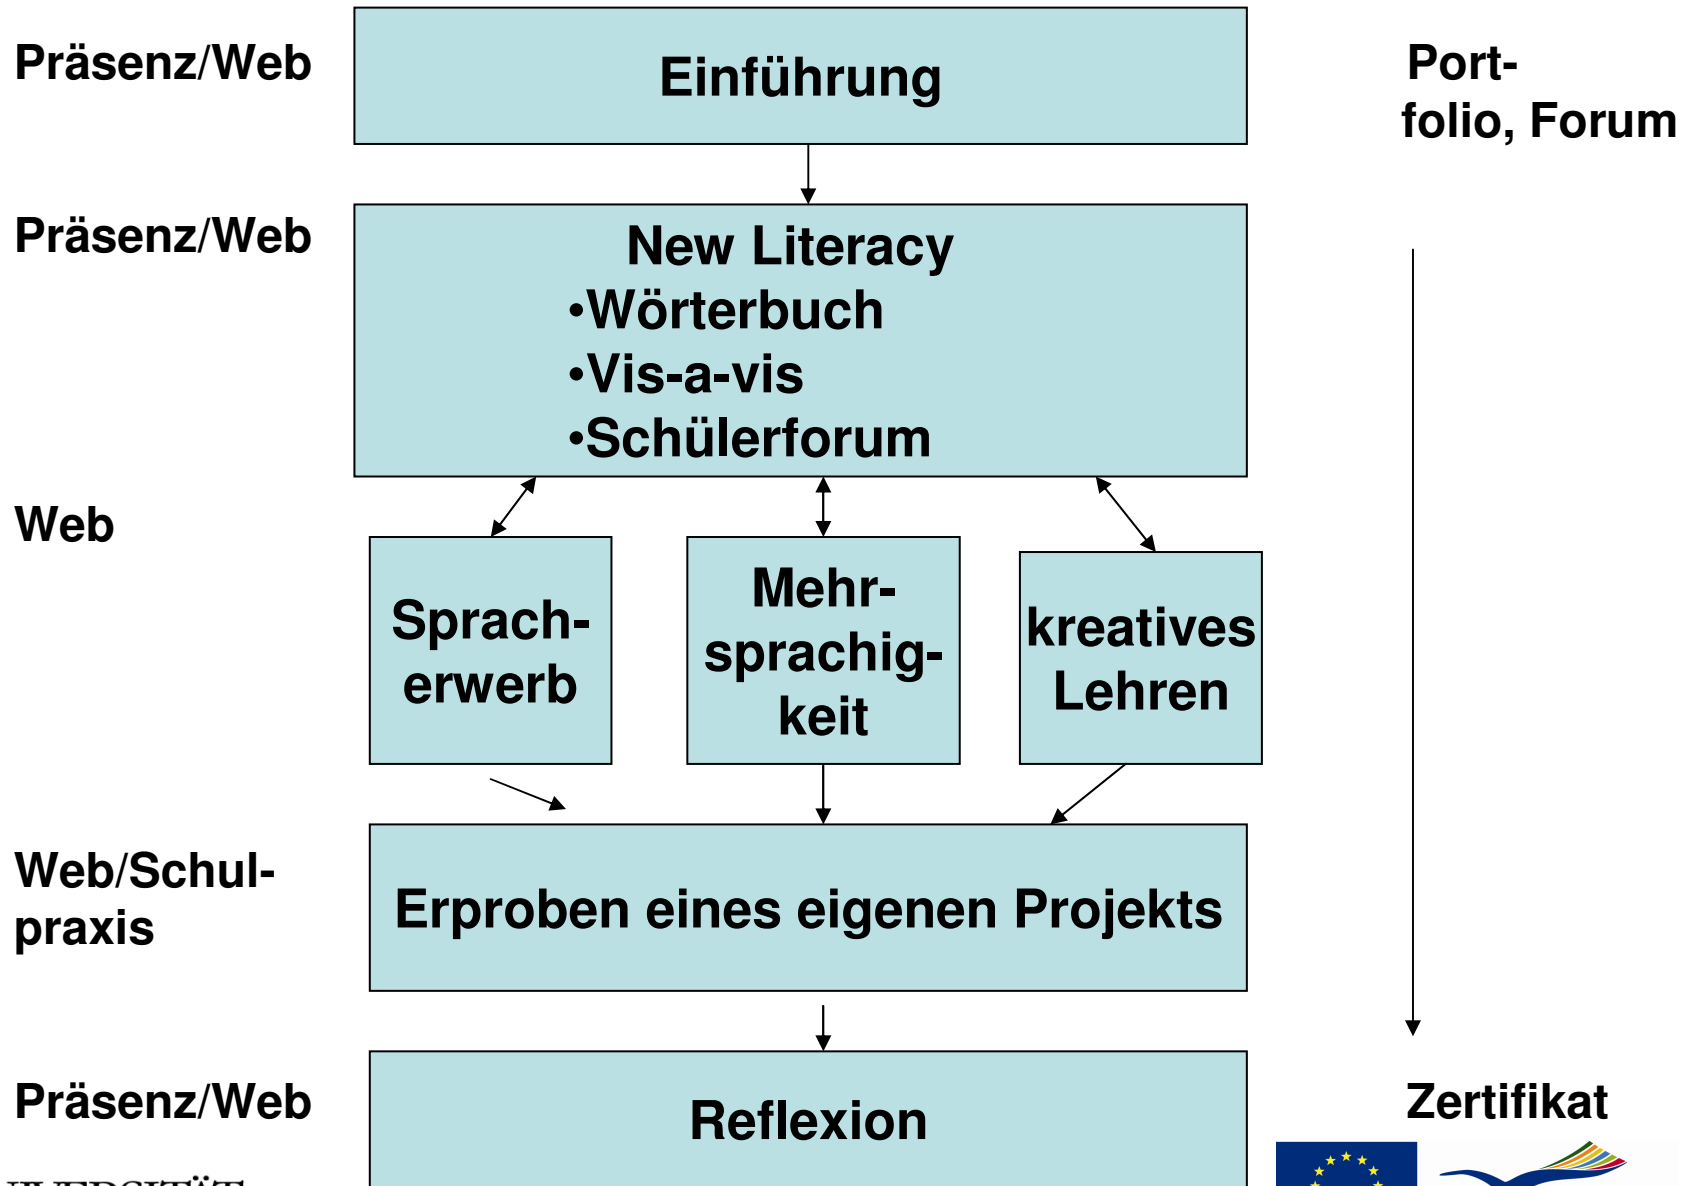 Präsenz/Web
Einführung
Port-
folio, Forum
Präsenz/Web
New Literacy
•Wörterbuch
•Vis-a-vis
•Schülerforum
Web
Sprach-
erwerb
Mehr-
sprachig-
keit
kreatives
Lehren
Web/Schul-
praxis
Erproben eines eigenen Projekts
Präsenz/Web
Reflexion
Zertifikat